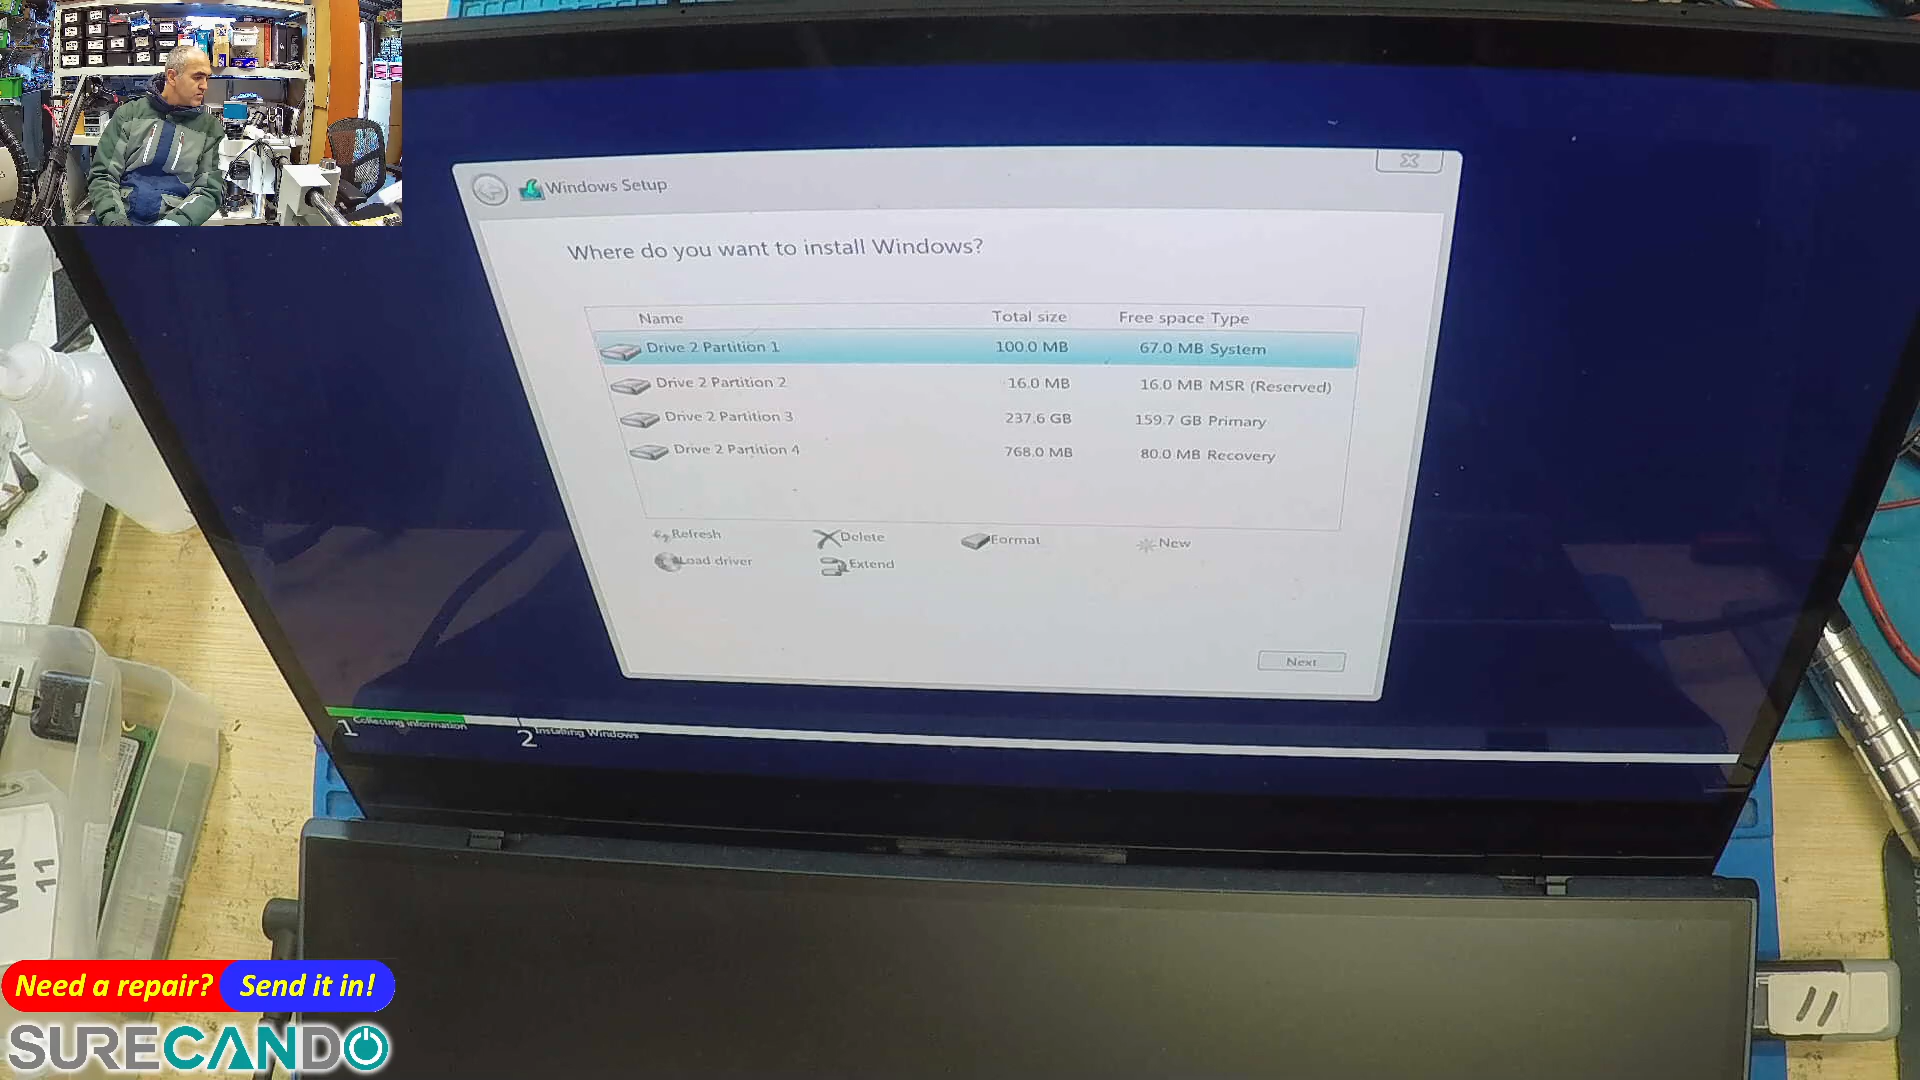 Windows Setup
Where do you want to install Windows?
Name Total size Free space Type
Drive 2 Partition 1 100.0 MB 67.0 MB System
Drive 2 Partition 2 16.0 MB 16.0 MB MSR (Reserved)
Drive 2 Partition 3 237.6 GB 159.7 GB Primary
Drive 2 Partition 4 768.0 MB 80.0 MB Recovery
Refresh Delete Format New
Load driver Extend
Next
1 Collecting information 2 Installing Windows
WIN
11
11
Need a repair? Send it in!
SURECANDO